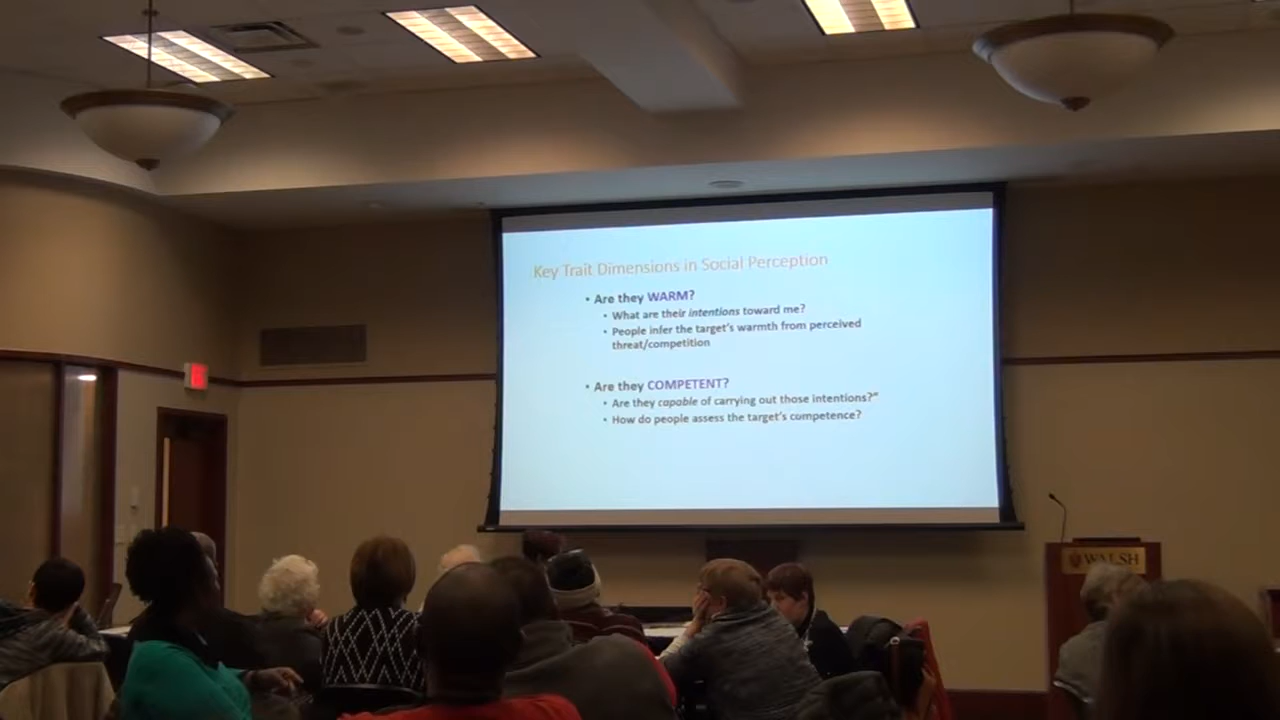 Key Trait Dimensions in Social Perception
• Are they WARM?
• What are their intentions toward me?
• People infer the target's warmth from perceived
threat/competition
• Are they COMPETENT?
• Are they capable of carrying out those intentions?"
• How do people assess the target's competence?
WALSH